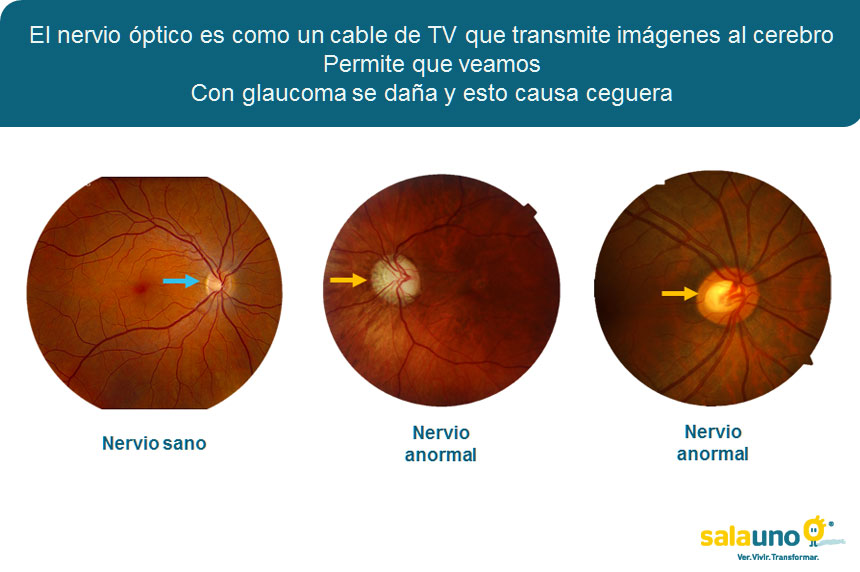 El nervio óptico es como un cable de TV que transmite imágenes al cerebro
Permite que veamos
Con glaucoma se daña y esto causa ceguera
Nervio sano
Nervio
anormal
Nervio
anormal
salauno®
Ver.Vivir.Transformar.